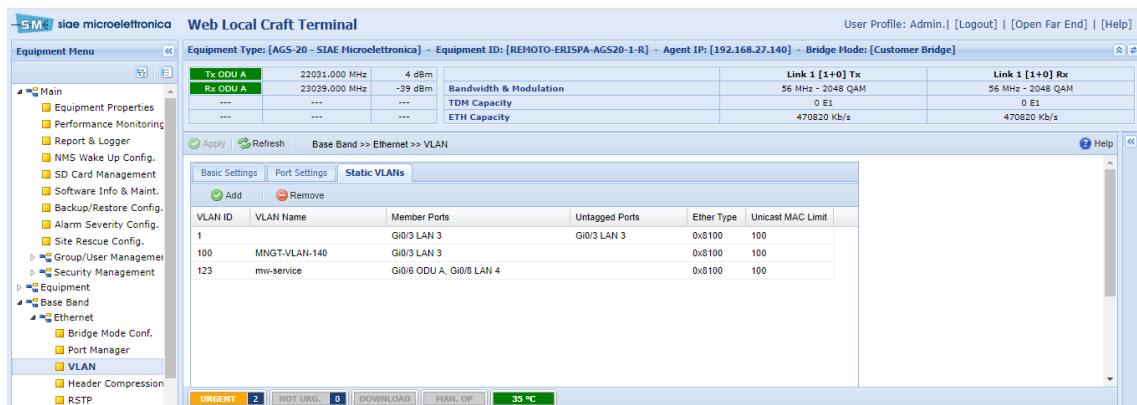 SM siae microelettronica Web Local Craft Terminal User Profile: Admin.| [Logout] | [Open Far End] | [Help]
Equipment Menu
Equipment Type: [AGS-20 - SIAE Microelettronica] - Equipment ID: [REMOTO-ERISPA-AGS20-1-R] - Agent IP: [192.168.27.140] - Bridge Mode: [Customer Bridge]
Tx ODU A 22031.000 MHz 4 dBm Link 1 [1+0] Tx Link 1 [1+0] Rx
Rx ODU A 23039.000 MHz -39 dBm Bandwidth & Modulation 56 MHz - 2048 QAM 56 MHz - 2048 QAM
--- --- --- TDM Capacity 0 E1 0 E1
--- --- --- ETH Capacity 470820 Kb/s 470820 Kb/s
Main
Equipment Properties
Performance Monitoring
Report & Logger
NMS Wake Up Config.
SD Card Management
Software Info & Maint.
Backup/Restore Config.
Alarm Severity Config.
Site Rescue Config.
Group/User Managemer
Security Management
Equipment
Base Band
Ethernet
Bridge Mode Conf.
Port Manager
VLAN
Header Compression
RSTP
Apply Refresh Base Band >> Ethernet >> VLAN Help
Basic Settings Port Settings Static VLANs
Add Remove
VLAN ID VLAN Name Member Ports Untagged Ports Ether Type Unicast MAC Limit
1 Gi0/3 LAN 3 Gi0/3 LAN 3 0x8100 100
100 MNGT-VLAN-140 Gi0/3 LAN 3 0x8100 100
123 mw-service Gi0/6 ODU A, Gi0/8 LAN 4 0x8100 100
URGENT 2 NOT URG. 0 DOWNLOAD MAN. OP 35 ºC